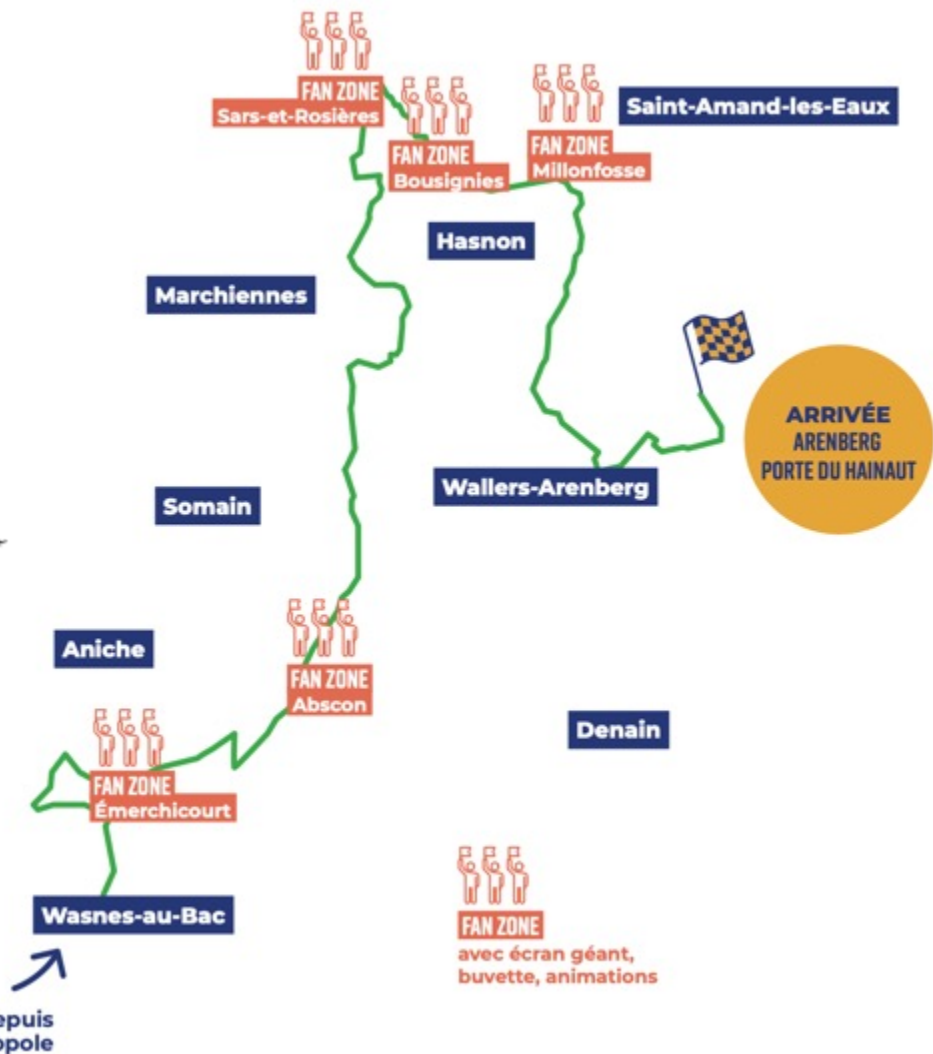 FAN ZONE
Sars-et-Rosières
FAN ZONE
Bousignies
FAN ZONE
Millonfosse
Saint-Amand-les-Eaux
Hasnon
Marchiennes
ARRIVÉE
ARENBERG
PORTE DU HAINAUT
Wallers-Arenberg
Somain
Aniche
FAN ZONE
Abscon
Denain
FAN ZONE
Émerchicourt
Wasnes-au-Bac
FAN ZONE
avec écran géant,
buvette, animations